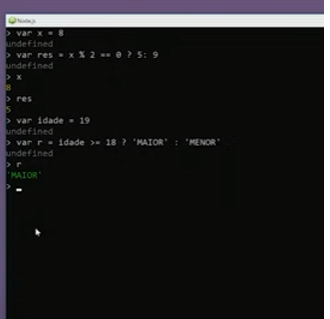 Node.js
> var x = 8
undefined
> var res = x % 2 == 0 ? 5: 9
undefined
> x
8
> res
5
> var idade = 19
undefined
> var r = idade >= 18 ? 'MAIOR' : 'MENOR'
undefined
> r
'MAIOR'
>